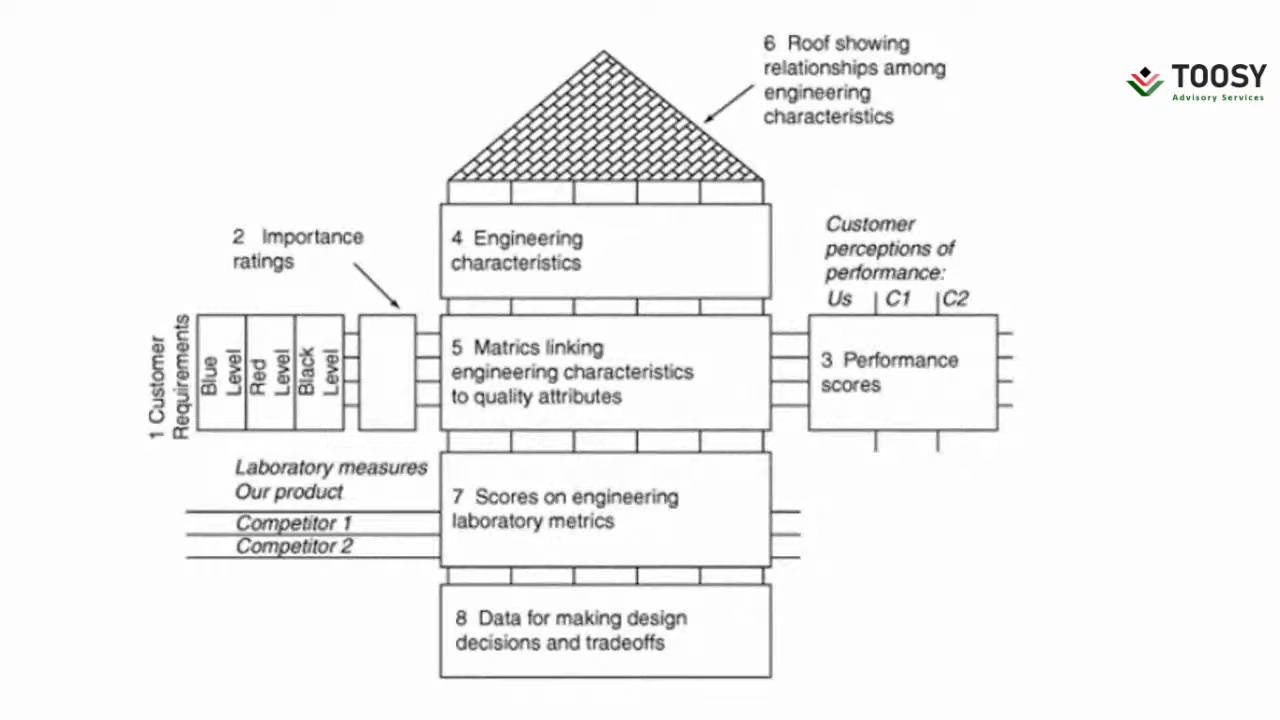 6 Roof showing
relationships among
engineering
characteristics
TOOSY
Advisory Services
4 Engineering
characteristics
2 Importance
ratings
Customer
perceptions of
performance:
Us C1 C2
1 Customer
Requirements
Blue
Level
Red
Level
Black
Level
5 Matrics linking
engineering characteristics
to quality attributes
3 Performance
scores
Laboratory measures
Our product
Competitor 1
Competitor 2
7 Scores on engineering
laboratory metrics
8 Data for making design
decisions and tradeoffs